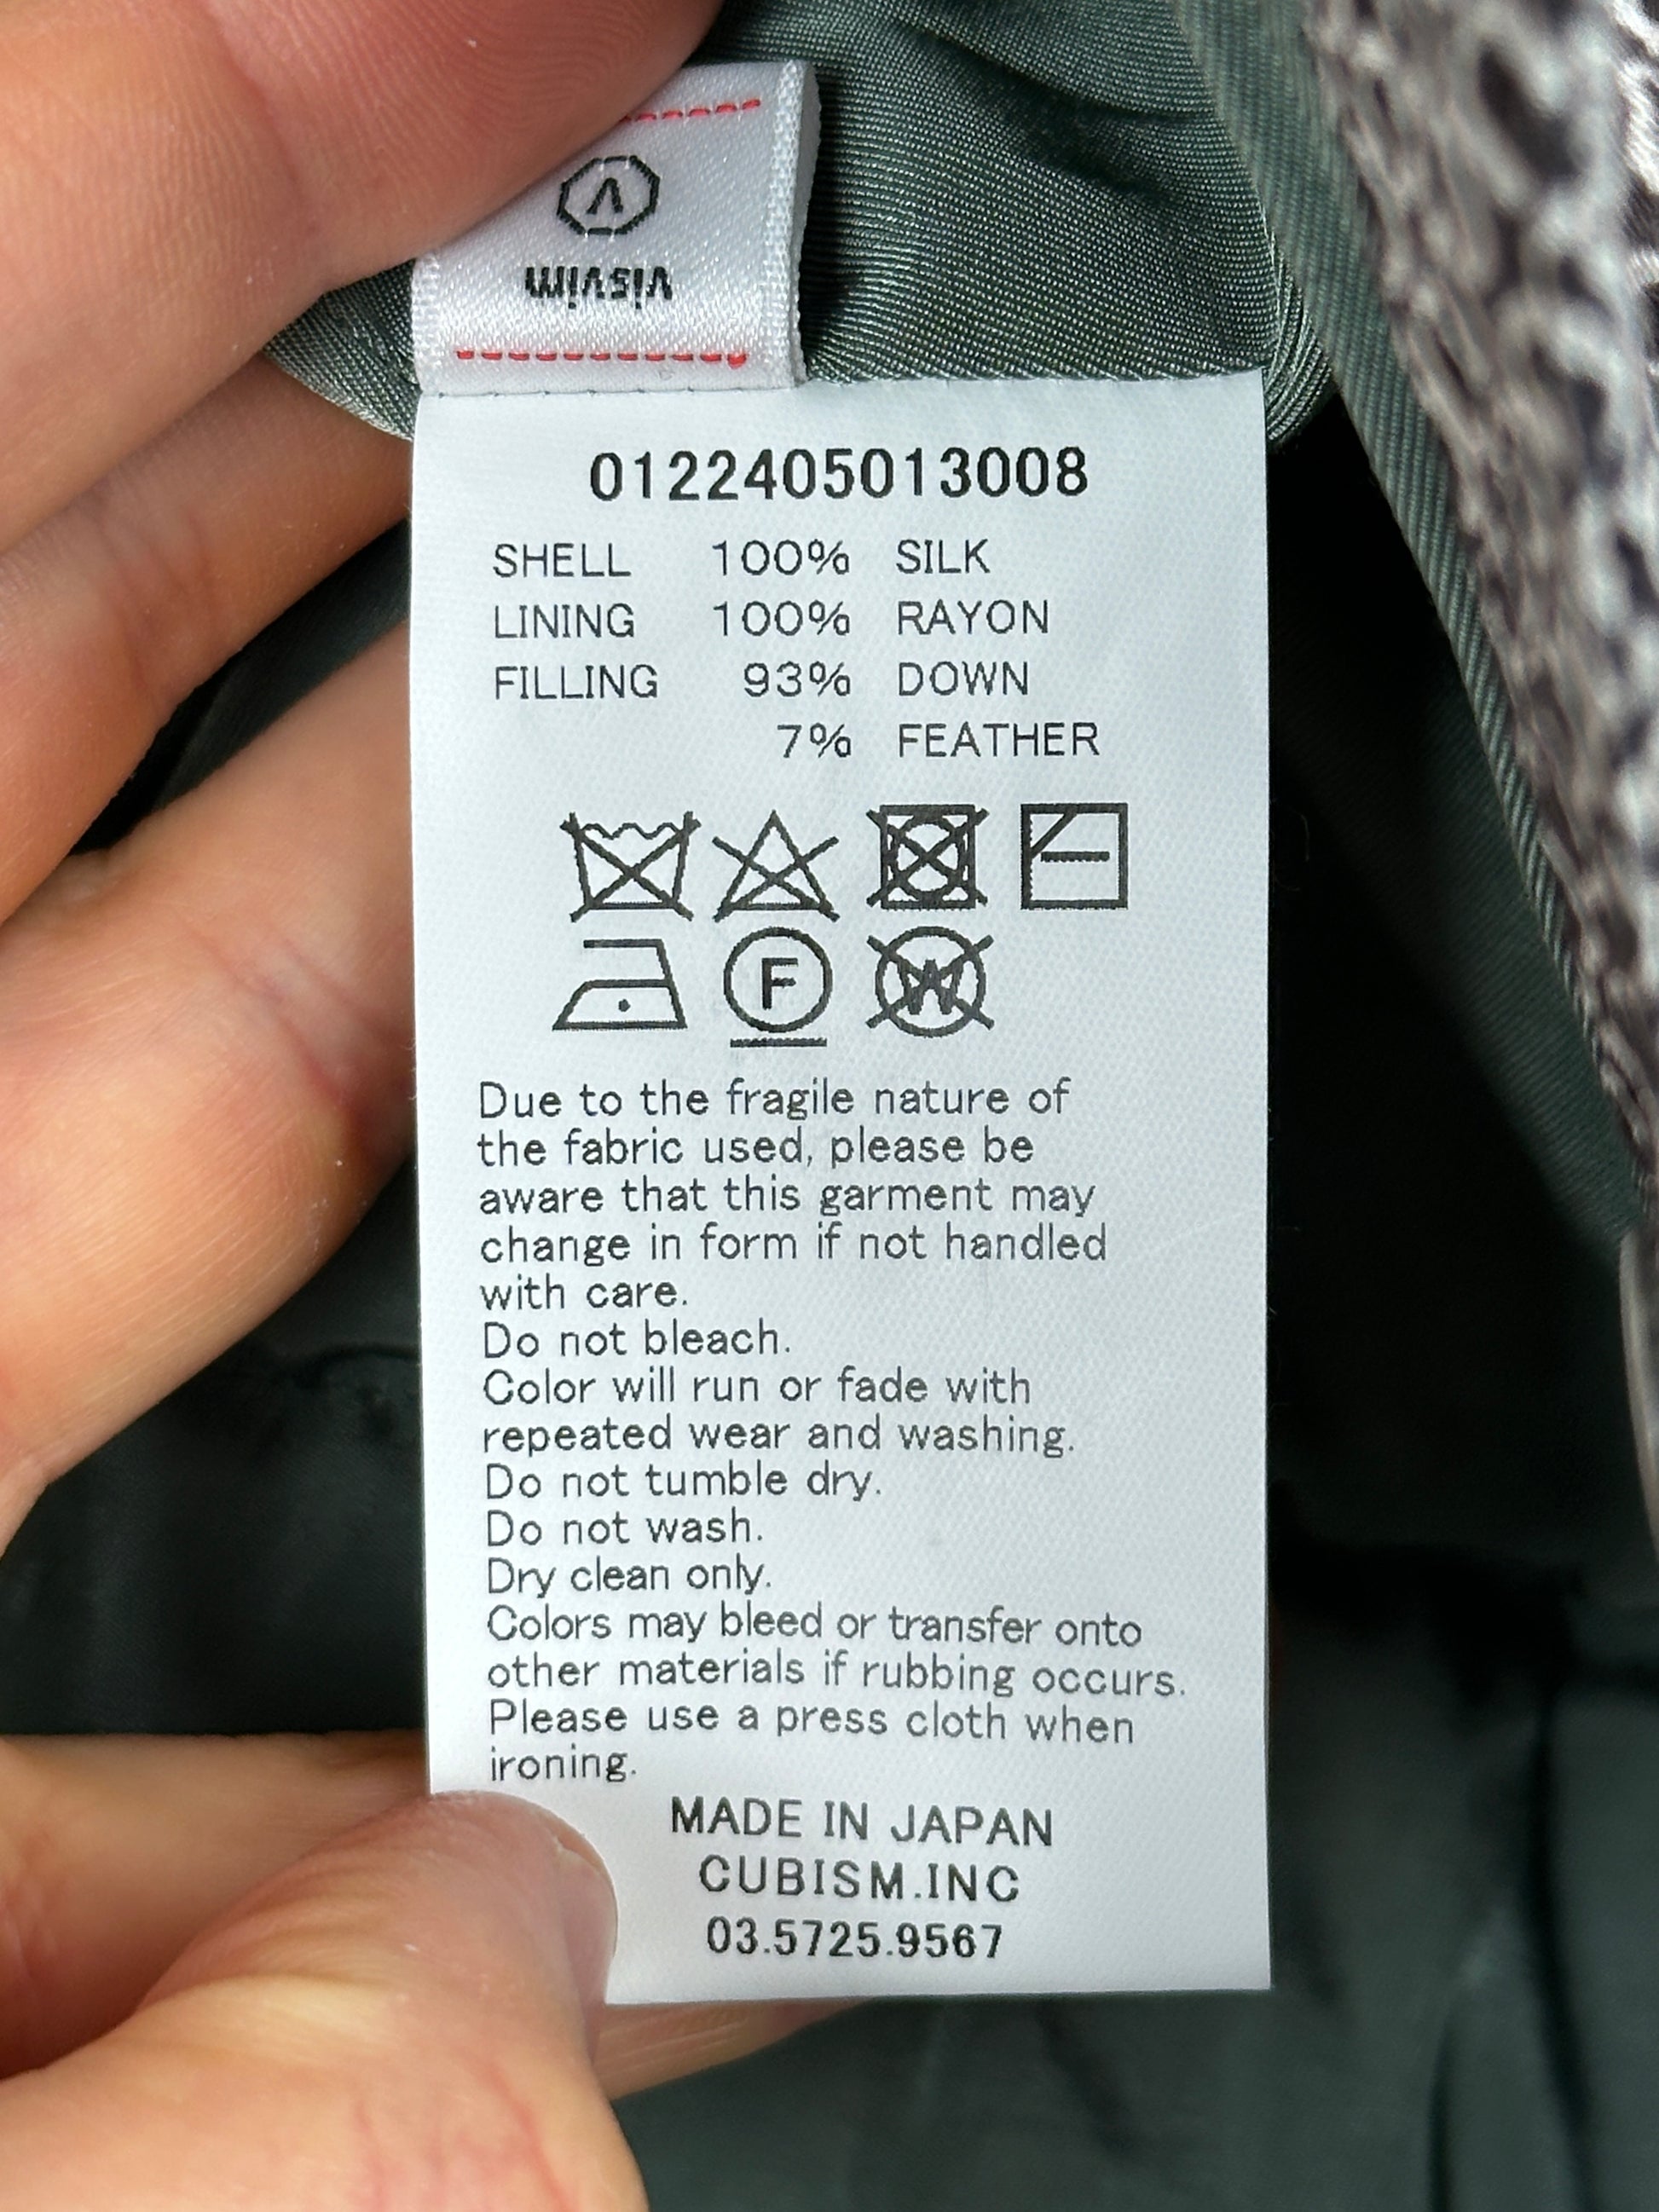 V
visvim
0122405013008
SHELL 100% SILK
LINING 100% RAYON
FILLING 93% DOWN
7% FEATHER
F
W
Due to the fragile nature of
the fabric used, please be
aware that this garment may
change in form if not handled
with care.
Do not bleach.
Color will run or fade with
repeated wear and washing.
Do not tumble dry.
Do not wash.
Dry clean only.
Colors may bleed or transfer onto
other materials if rubbing occurs.
Please use a press cloth when
ironing.
MADE IN JAPAN
CUBISM.INC
03.5725.9567